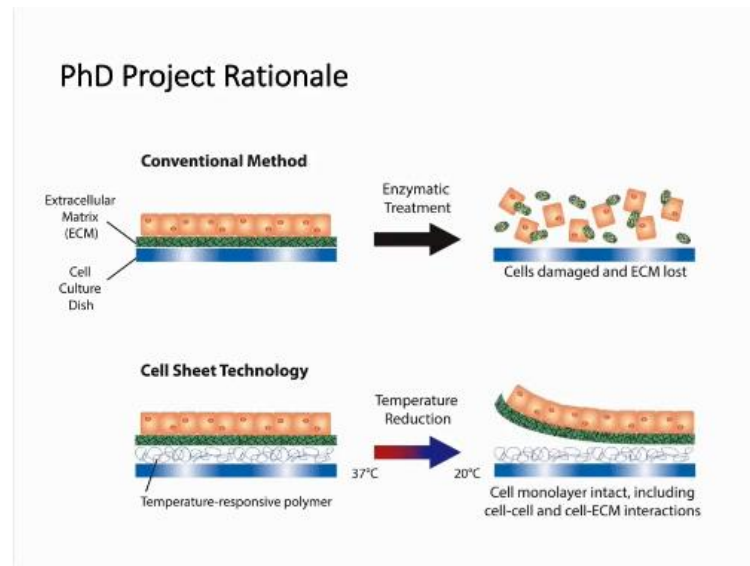 PhD Project Rationale
Conventional Method
Extracellular
Matrix
(ECM)
Cell
Culture
Dish
Enzymatic
Treatment
Cells damaged and ECM lost
Cell Sheet Technology
Temperature-responsive polymer
Temperature
Reduction
37°C
20°C
Cell monolayer intact, including
cell-cell and cell-ECM interactions